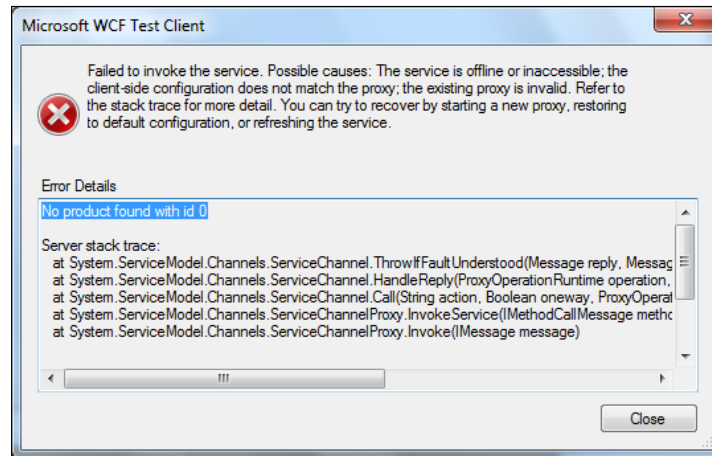 Microsoft WCF Test Client
Failed to invoke the service. Possible causes: The service is offline or inaccessible; the
client-side configuration does not match the proxy; the existing proxy is invalid. Refer to
the stack trace for more detail. You can try to recover by starting a new proxy, restoring
to default configuration, or refreshing the service.
Error Details
No product found with id 0
Server stack trace:
at System.ServiceModel.Channels.ServiceChannel.ThrowIfFaultUnderstood(Message reply, Messag
at System.ServiceModel.Channels.ServiceChannel.HandleReply(ProxyOperationRuntime operation,
at System.ServiceModel.Channels.ServiceChannel.Call(String action, Boolean oneway, ProxyOperat
at System.ServiceModel.Channels.ServiceChannelProxy.InvokeService(IMethodCallMessage metho
at System.ServiceModel.Channels.ServiceChannelProxy.Invoke(IMessage message)
Close